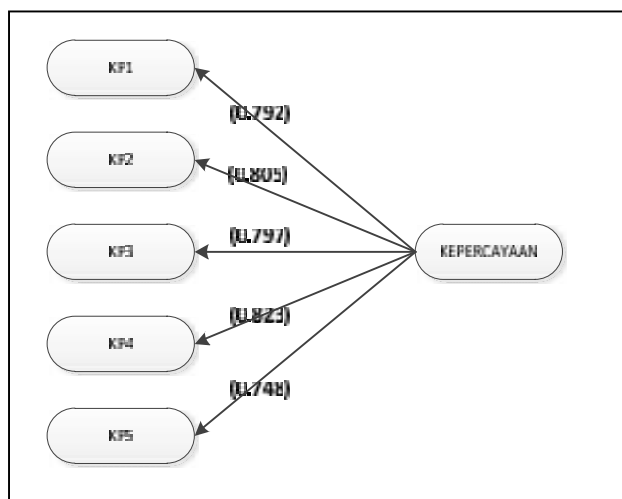 KP1
(0.792)
KP2
(0.805)
KP3
(0.797)
KEPERCAYAAN
(0.823)
KP4
(0.748)
KP5